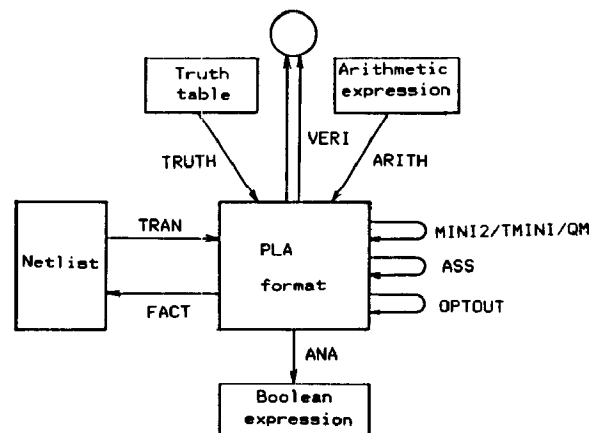 Truth
table
Arithmetic
expression
VERI
TRUTH
ARITH
TRAN
Netlist
FACT
PLA
format
MINI2/TMINI/QM
ASS
OPTOUT
ANA
Boolean
expression